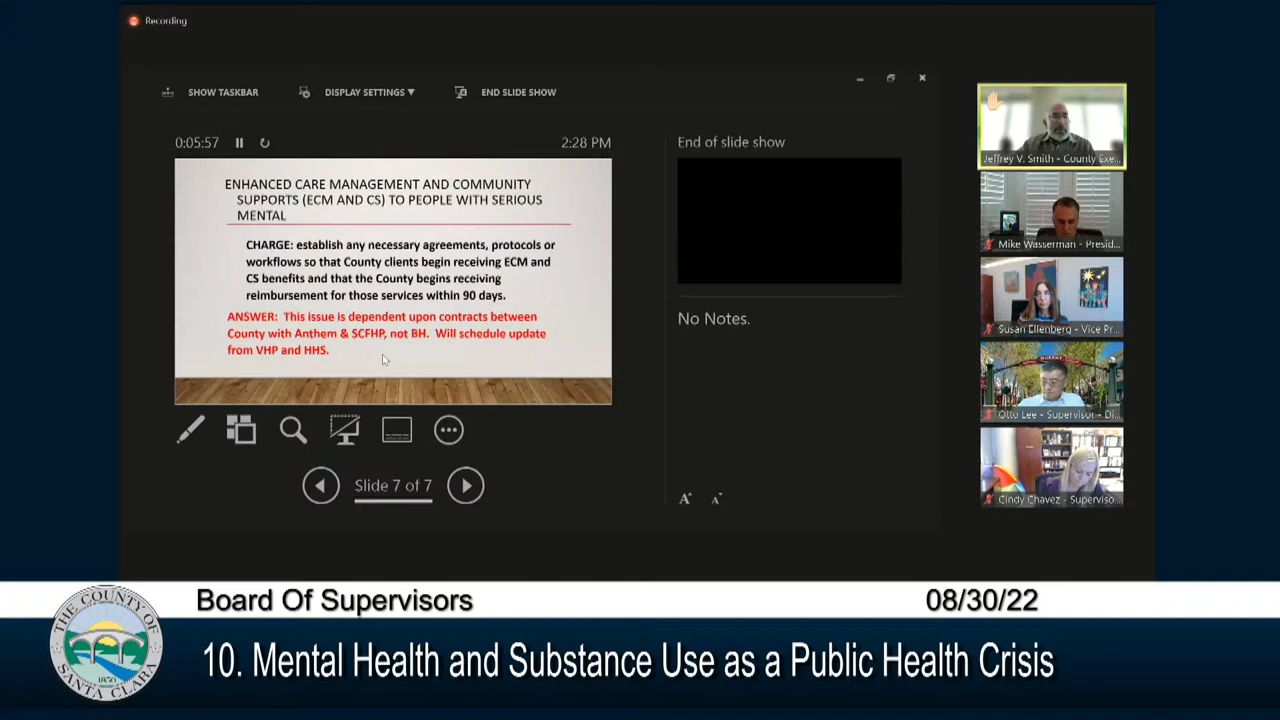 Recording
SHOW TASKBAR
DISPLAY SETTINGS ▼
END SLIDE SHOW
0:05:57
2:28 PM
ENHANCED CARE MANAGEMENT AND COMMUNITY
SUPPORTS (ECM AND CS) TO PEOPLE WITH SERIOUS
MENTAL
CHARGE: establish any necessary agreements, protocols or
workflows so that County clients begin receiving ECM and
CS benefits and that the County begins receiving
reimbursement for those services within 90 days.
ANSWER: This issue is dependent upon contracts between
County with Anthem & SCFHP, not BH. Will schedule update
from VHP and HHS.
Slide 7 of 7
End of slide show
No Notes.
A A
Jeffrey V. Smith - County Exe...
Mike Wasserman - Presid...
Susan Ellenberg - Vice Pr...
Otto Lee - Supervisor - Di...
Cindy Chavez - Superviso...
Board Of Supervisors
08/30/22
10. Mental Health and Substance Use as a Public Health Crisis
THE COUNTY OF
SANTA CLARA
1850